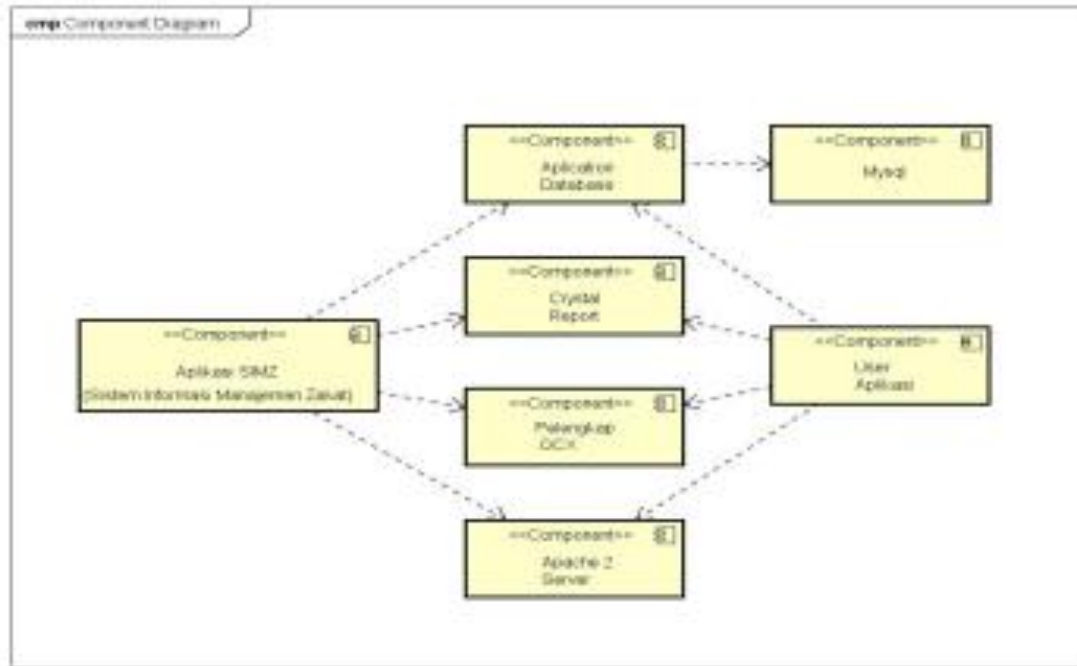 cmp Component Diagram
<<Component>>
Aplication
Database
<<Component>>
Mysql
<<Component>>
Crystal
Report
<<Component>>
Aplikasi SIMZ
(Sistem Informasi Manajemen Zakat)
<<Component>>
User
Aplikasi
<<Component>>
Pelengkap
OCX
<<Component>>
Apache 2
Server